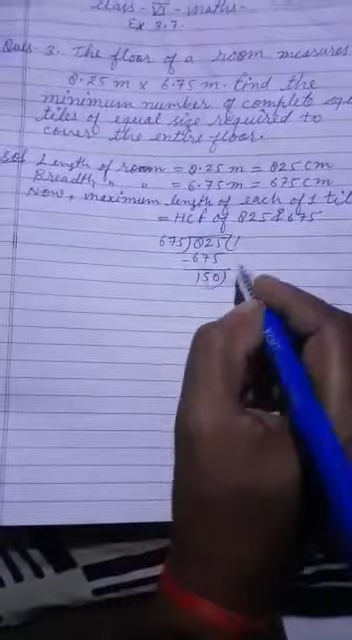 Class - VI - maths -
Ex 3.7.
Ques- 3. The floor of a room measures
8.25 m x 6.75 m. find the
minimum number of complete squ
tiles of equal size required to
cover the entire floor.
Sol Length of room = 8.25m = 825 cm
Breadth " " = 6.75 m = 675 cm
Now, maximum length of each of 1 til
= HCF of 825 & 675
675) 825 (1
-675
150)